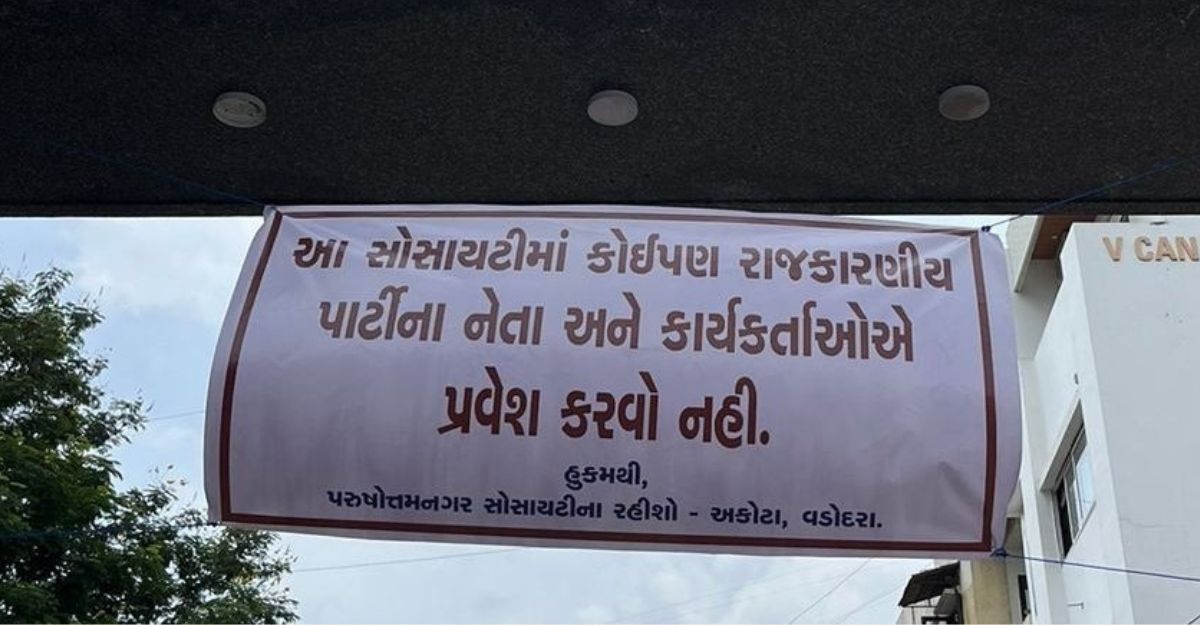 આ સોસાયટીમાં કોઈપણ રાજકારણીય
પાર્ટીના નેતા અને કાર્યકર્તાઓએ
પ્રવેશ કરવો નહી.
હુકમથી,
પરુષોત્તમનગર સોસાયટીના રહીશો - અકોટા, વડોદરા.
V CAN